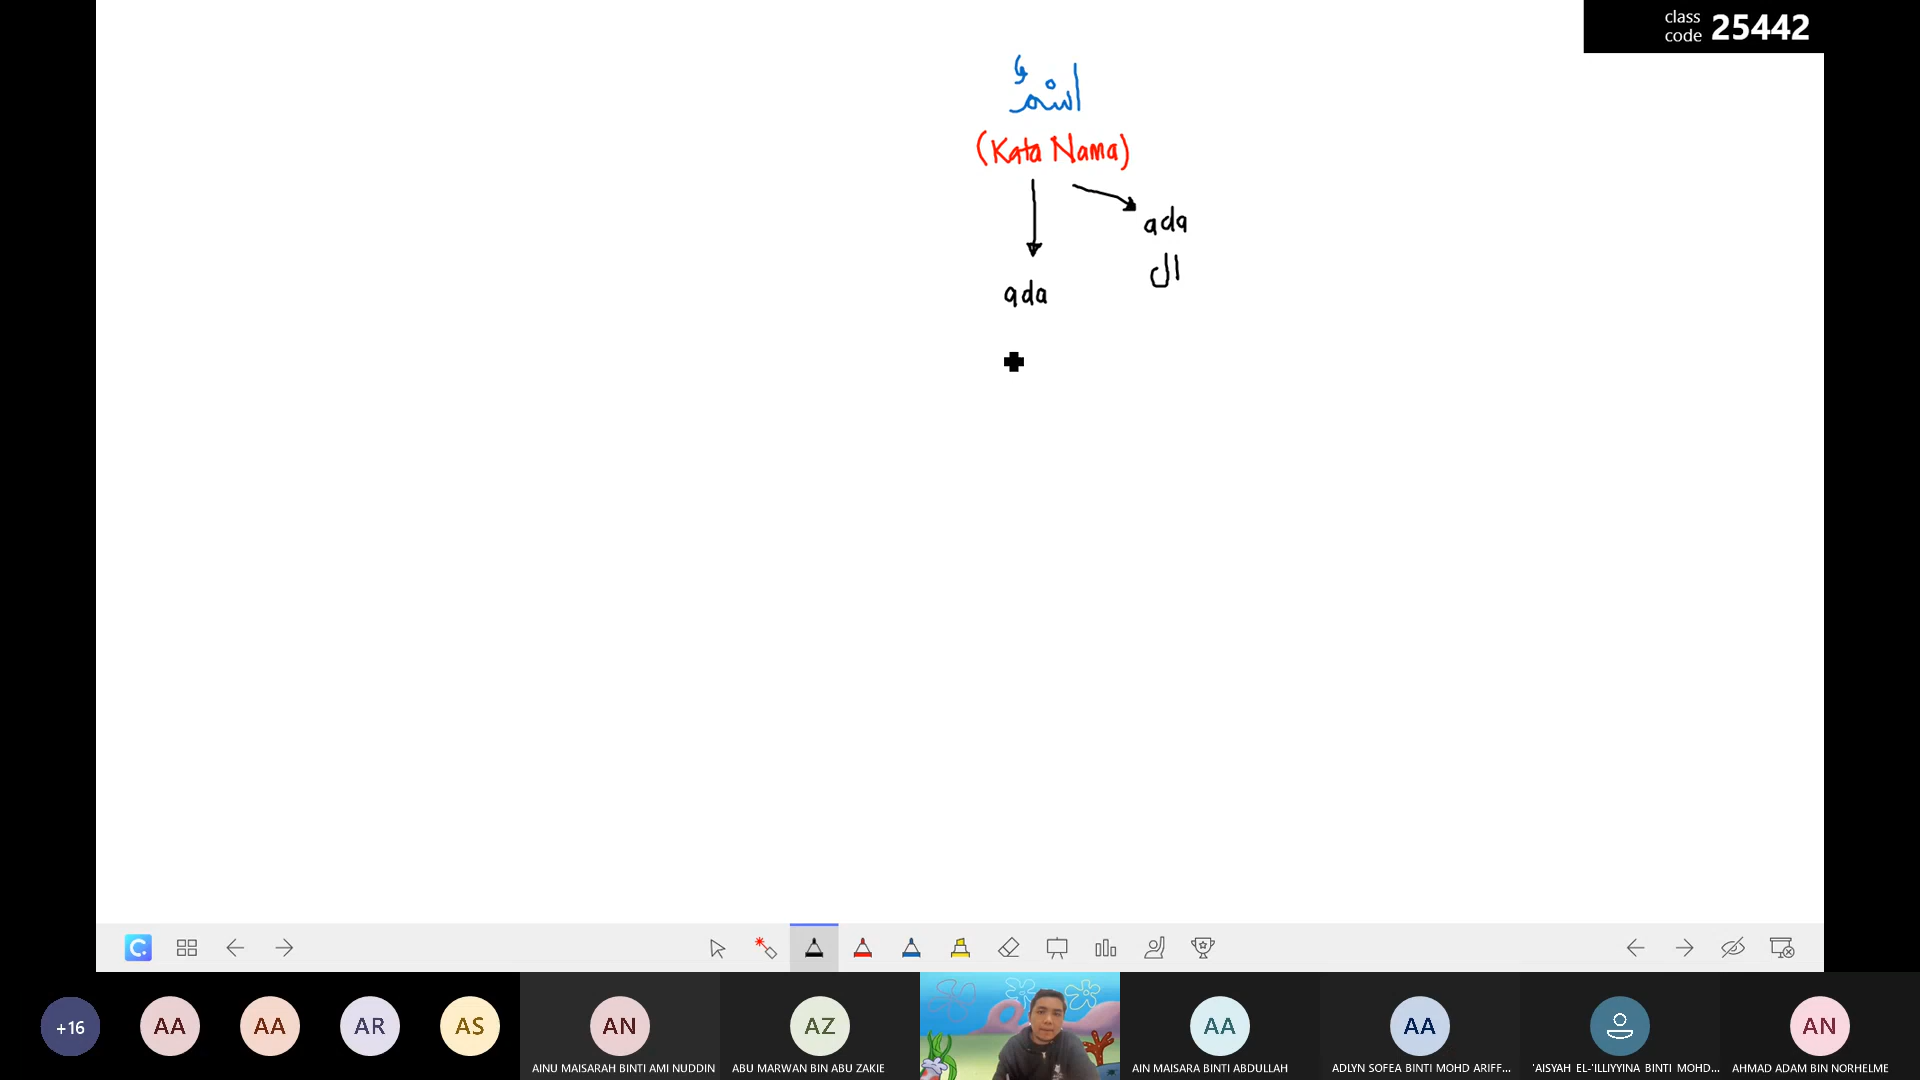 class
code 25442
اسْمٌ
(Kata Nama)
ada
ال
ada
C.
+16
AA
AA
AR
AS
AN
AZ
AA
AA
AN
AINU MAISARAH BINTI AMI NUDDIN
ABU MARWAN BIN ABU ZAKIE
AIN MAISARA BINTI ABDULLAH
ADLYN SOFEA BINTI MOHD ARIFF...
'AISYAH EL-'ILLIYYINA BINTI MOHD...
AHMAD ADAM BIN NORHELME